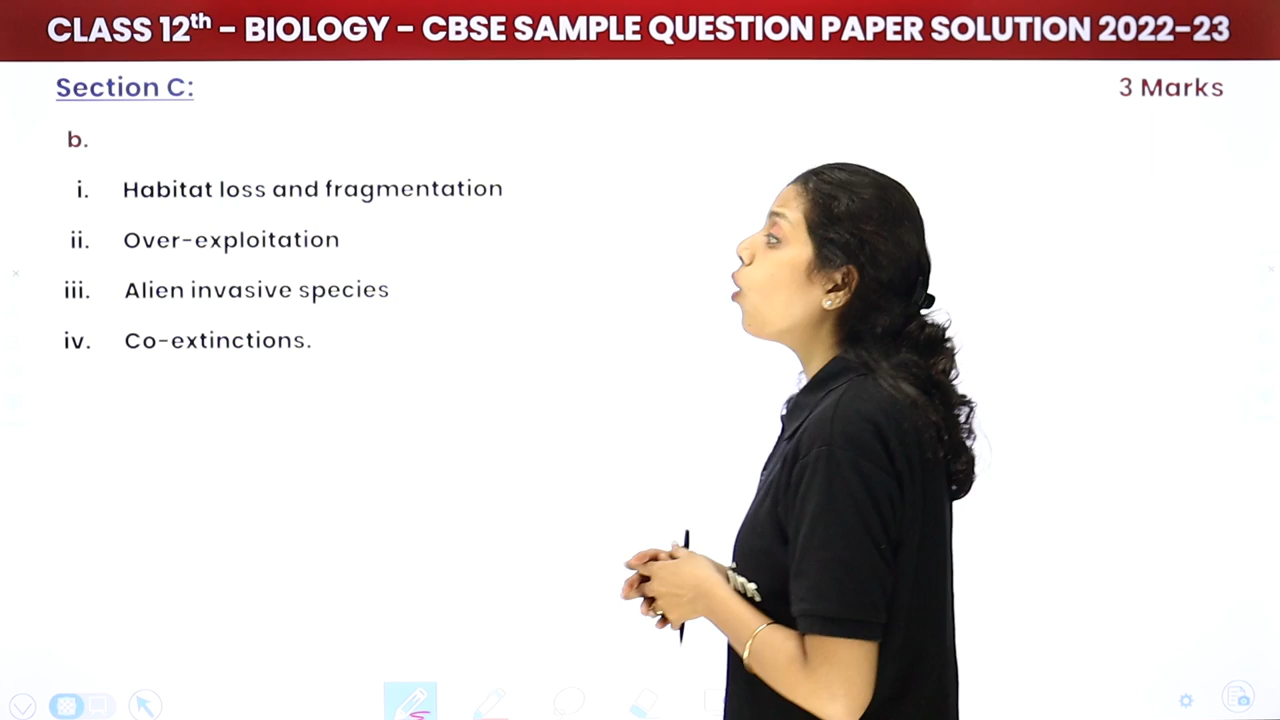 CLASS 12th - BIOLOGY - CBSE SAMPLE QUESTION PAPER SOLUTION 2022-23
Section C: 3 Marks
b.
i. Habitat loss and fragmentation
ii. Over-exploitation
iii. Alien invasive species
iv. Co-extinctions.